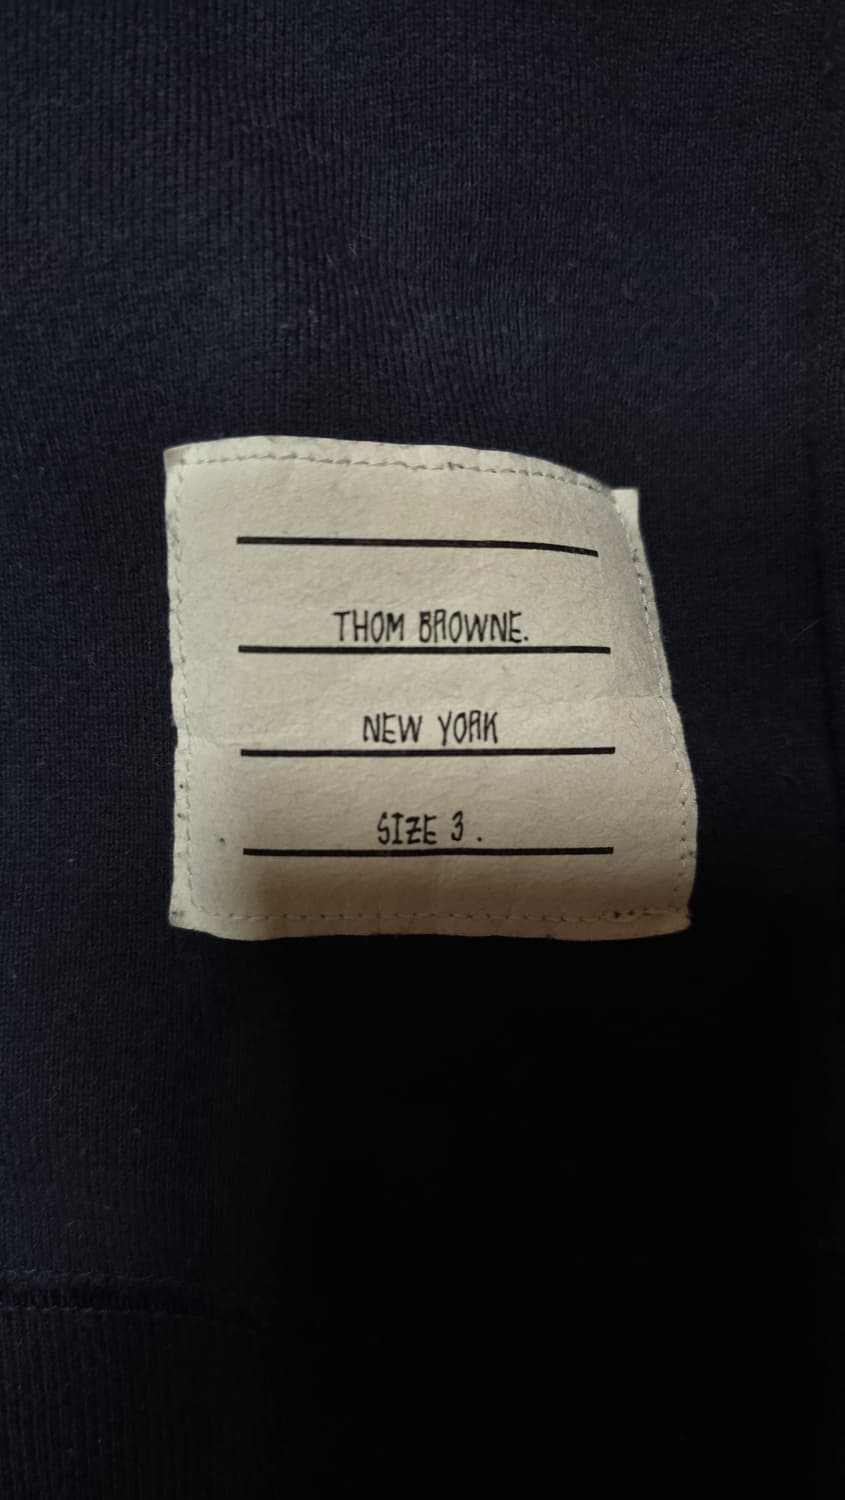 THOM BROWNE.
NEW YORK
SIZE 3 .